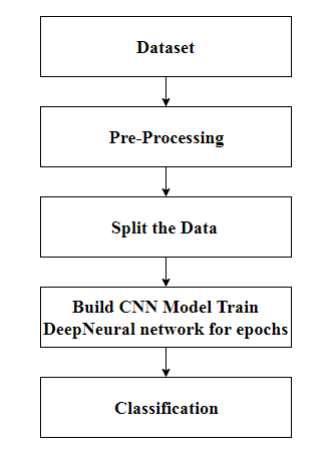 Dataset
Pre-Processing
Split the Data
Build CNN Model Train
DeepNeural network for epochs
Classification